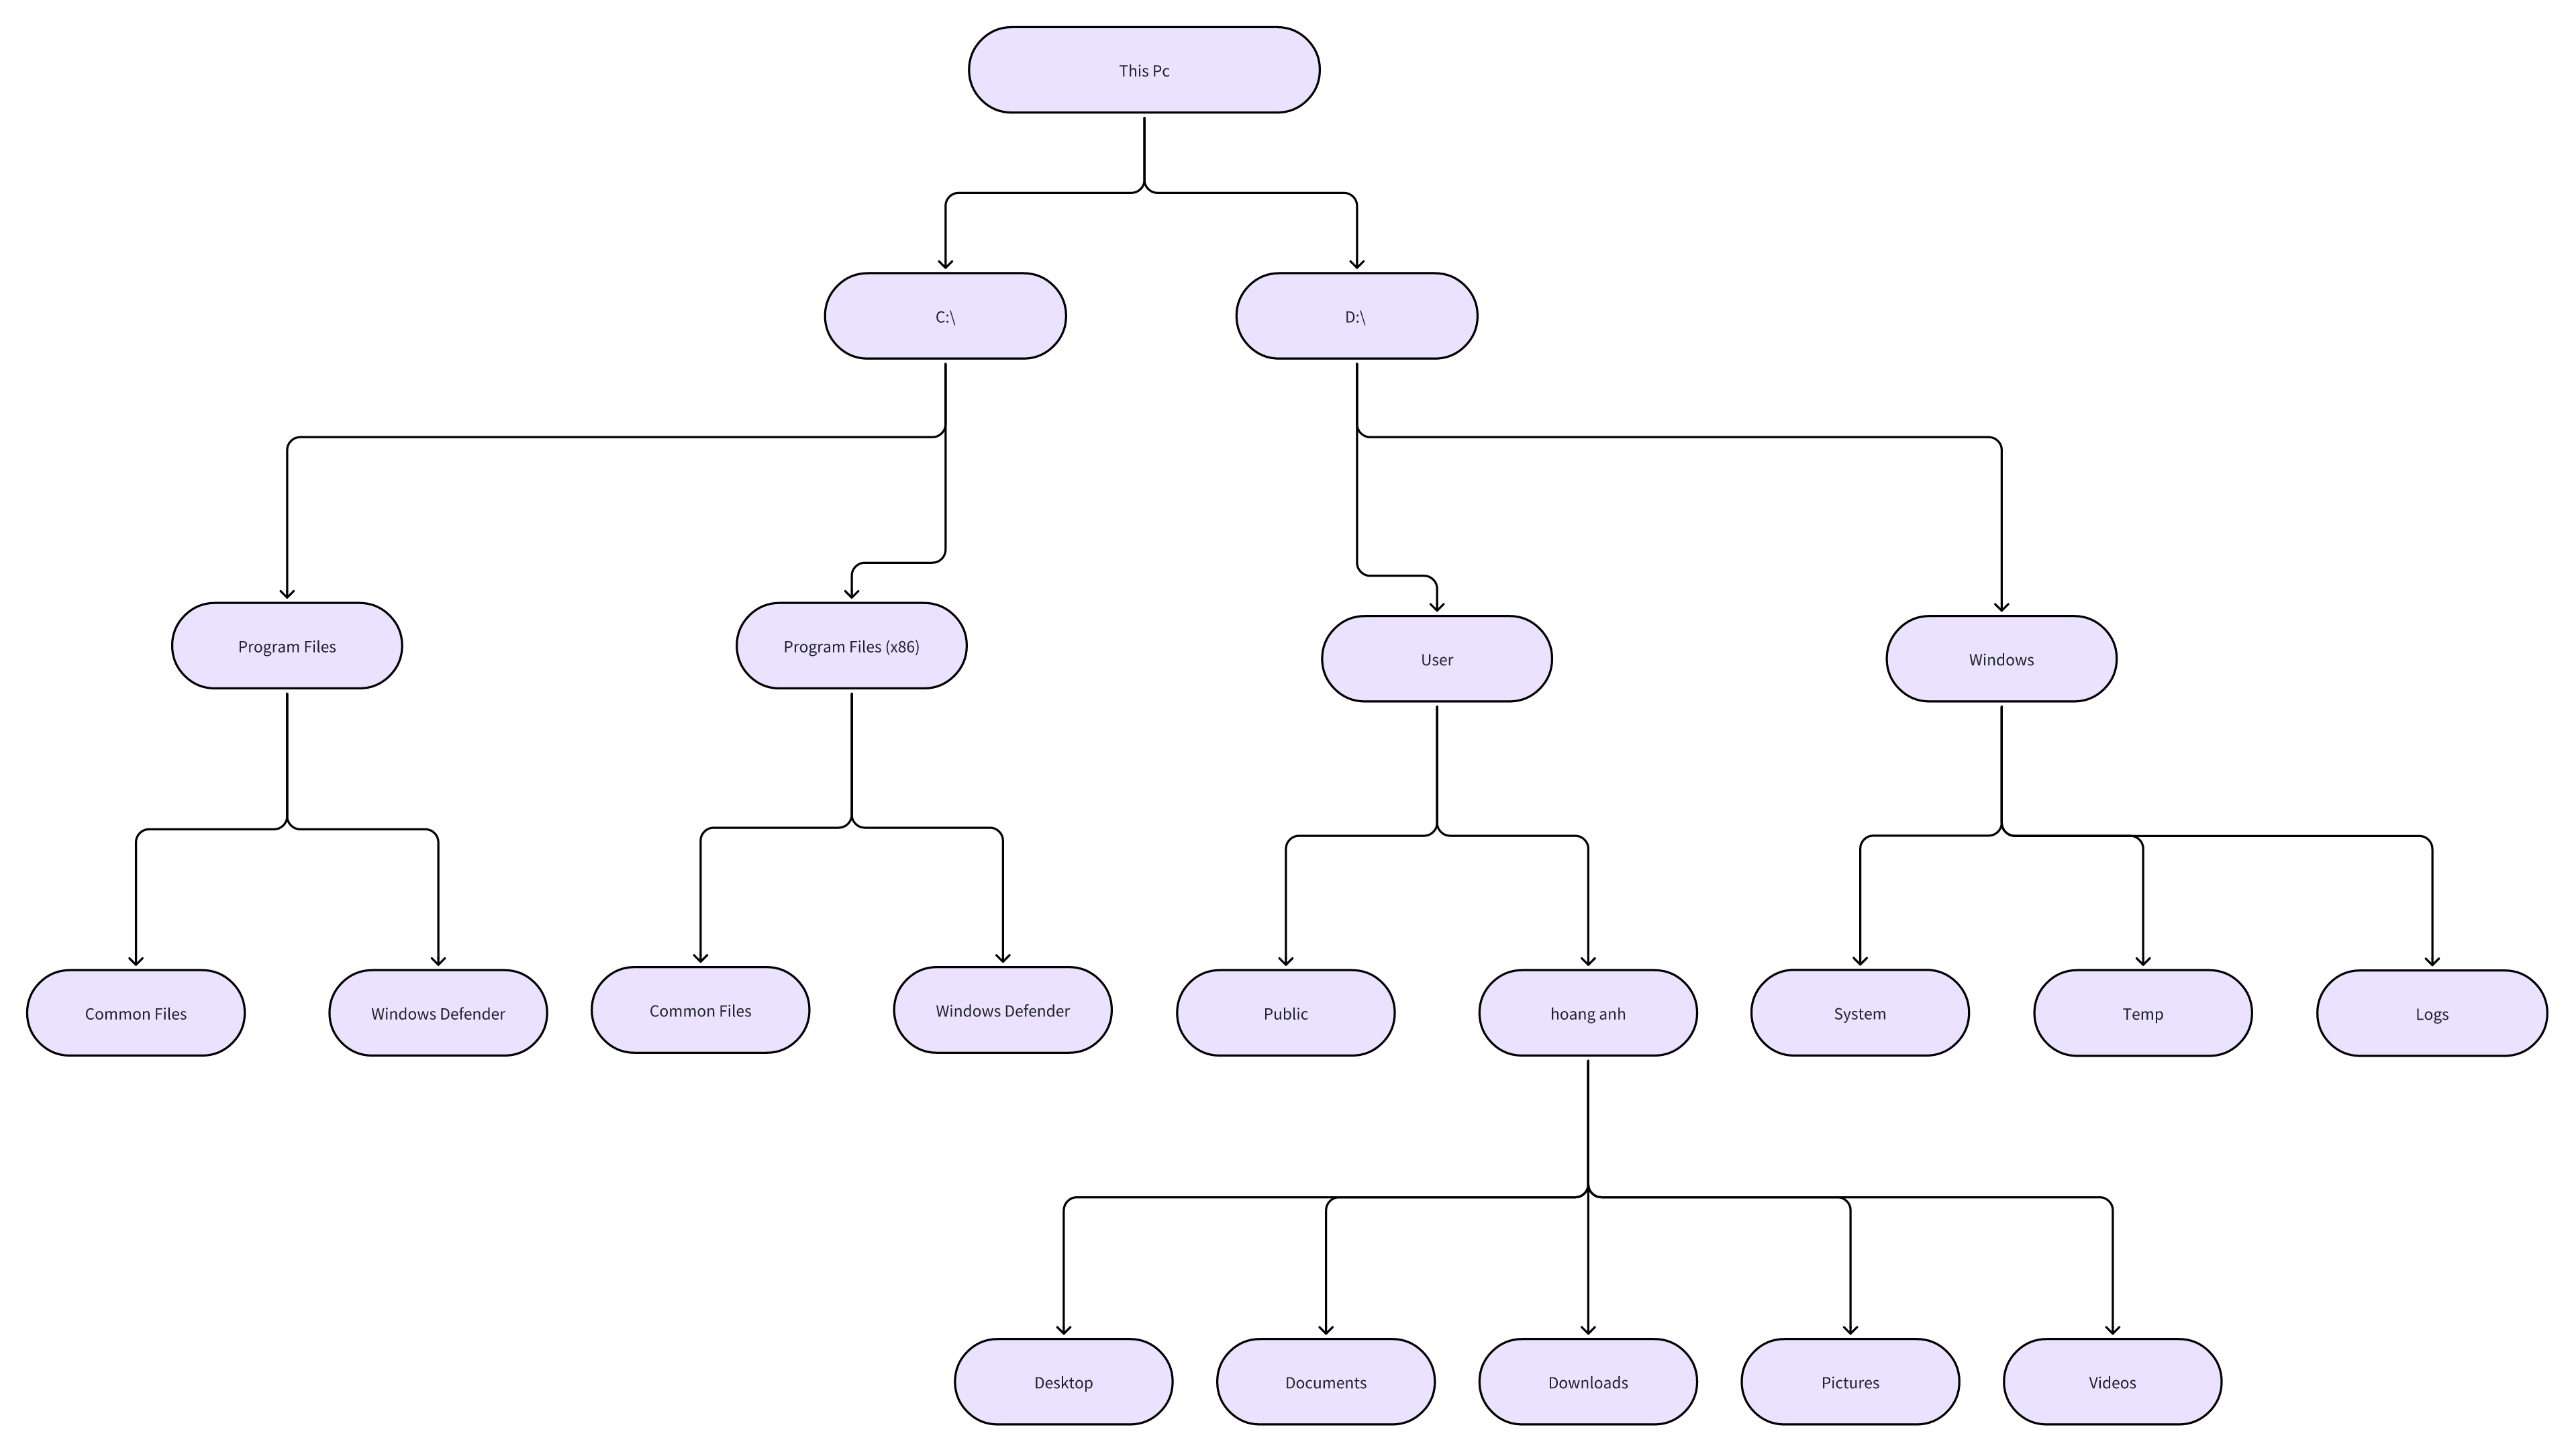 This Pc
C:\
D:\
Program Files
Program Files (x86)
User
Windows
Common Files
Windows Defender
Common Files
Windows Defender
Public
hoang anh
System
Temp
Logs
Desktop
Documents
Downloads
Pictures
Videos